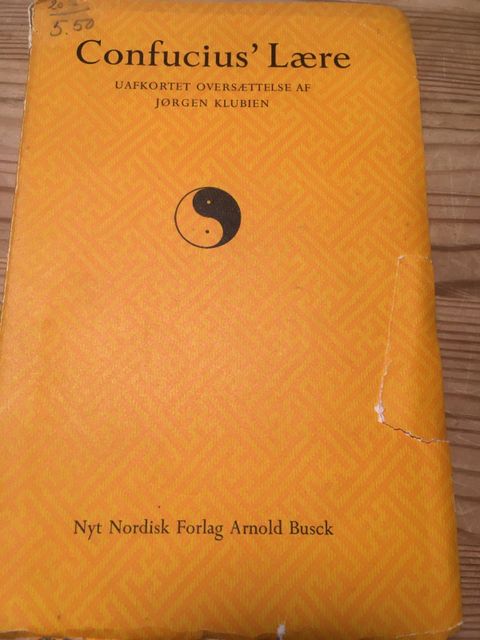 5.50
Confucius' Lære
UAFKORTET OVERSÆTTELSE AF
JØRGEN KLUBIEN
Nyt Nordisk Forlag Arnold Busck